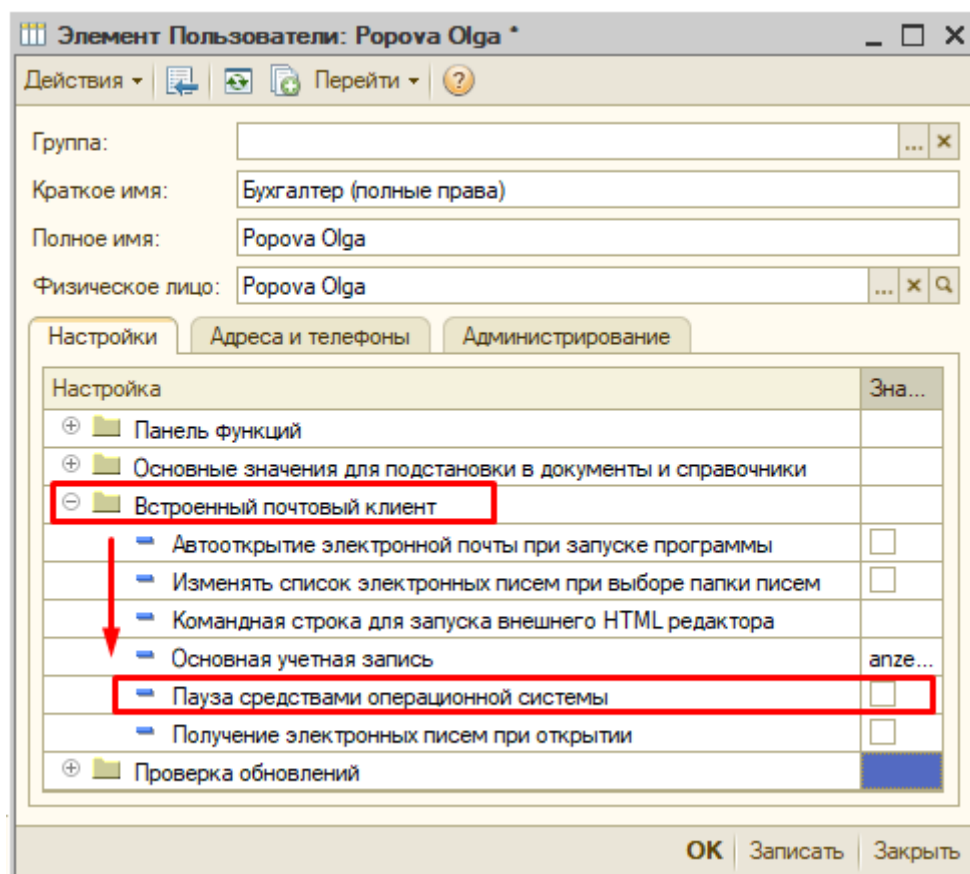 Элемент Пользователи: Popova Olga *
Действия Перейти ?
Группа: ...
Краткое имя: Бухгалтер (полные права)
Полное имя: Popova Olga
Физическое лицо: Popova Olga ...
Настройки Адреса и телефоны Администрирование
Настройка Зна...
Панель функций
Основные значения для подстановки в документы и справочники
Встроенный почтовый клиент
Автооткрытие электронной почты при запуске программы
Изменять список электронных писем при выборе папки писем
Командная строка для запуска внешнего HTML редактора
Основная учетная запись anze...
Пауза средствами операционной системы
Получение электронных писем при открытии
Проверка обновлений
OK Записать Закрыть